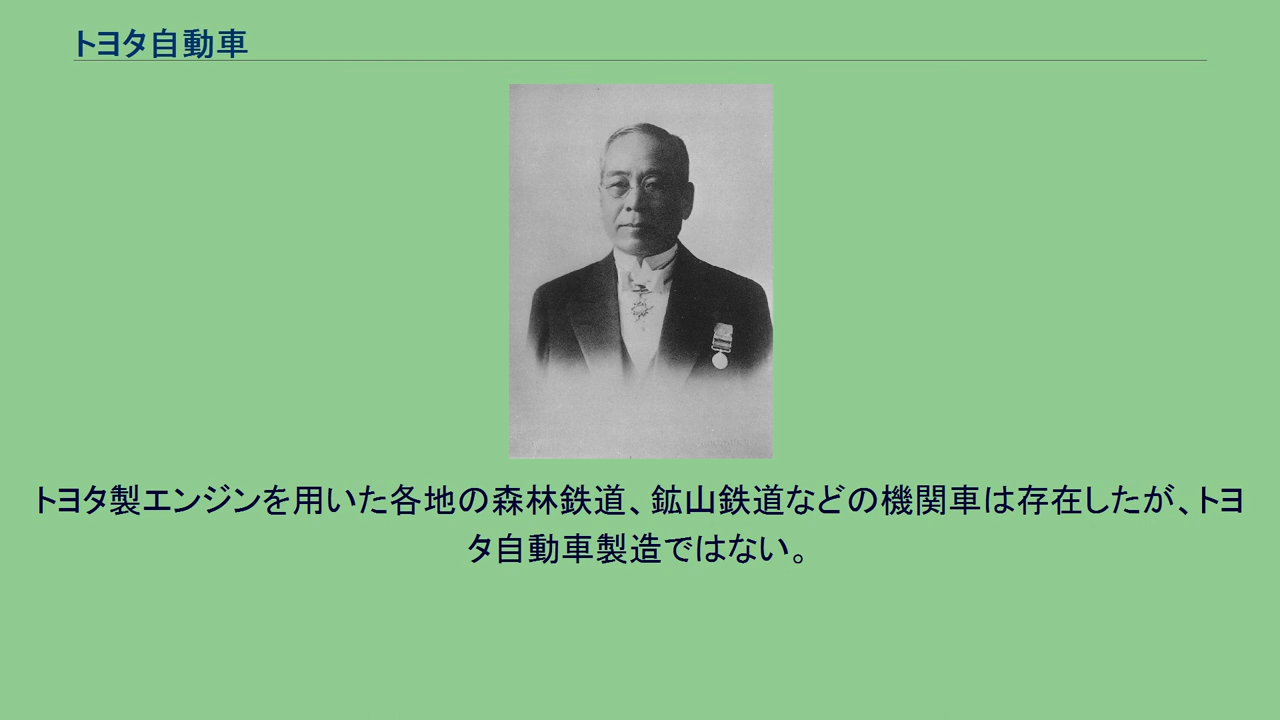 トヨタ自動車
トヨタ製エンジンを用いた各地の森林鉄道、鉱山鉄道などの機関車は存在したが、トヨ
タ自動車製造ではない。